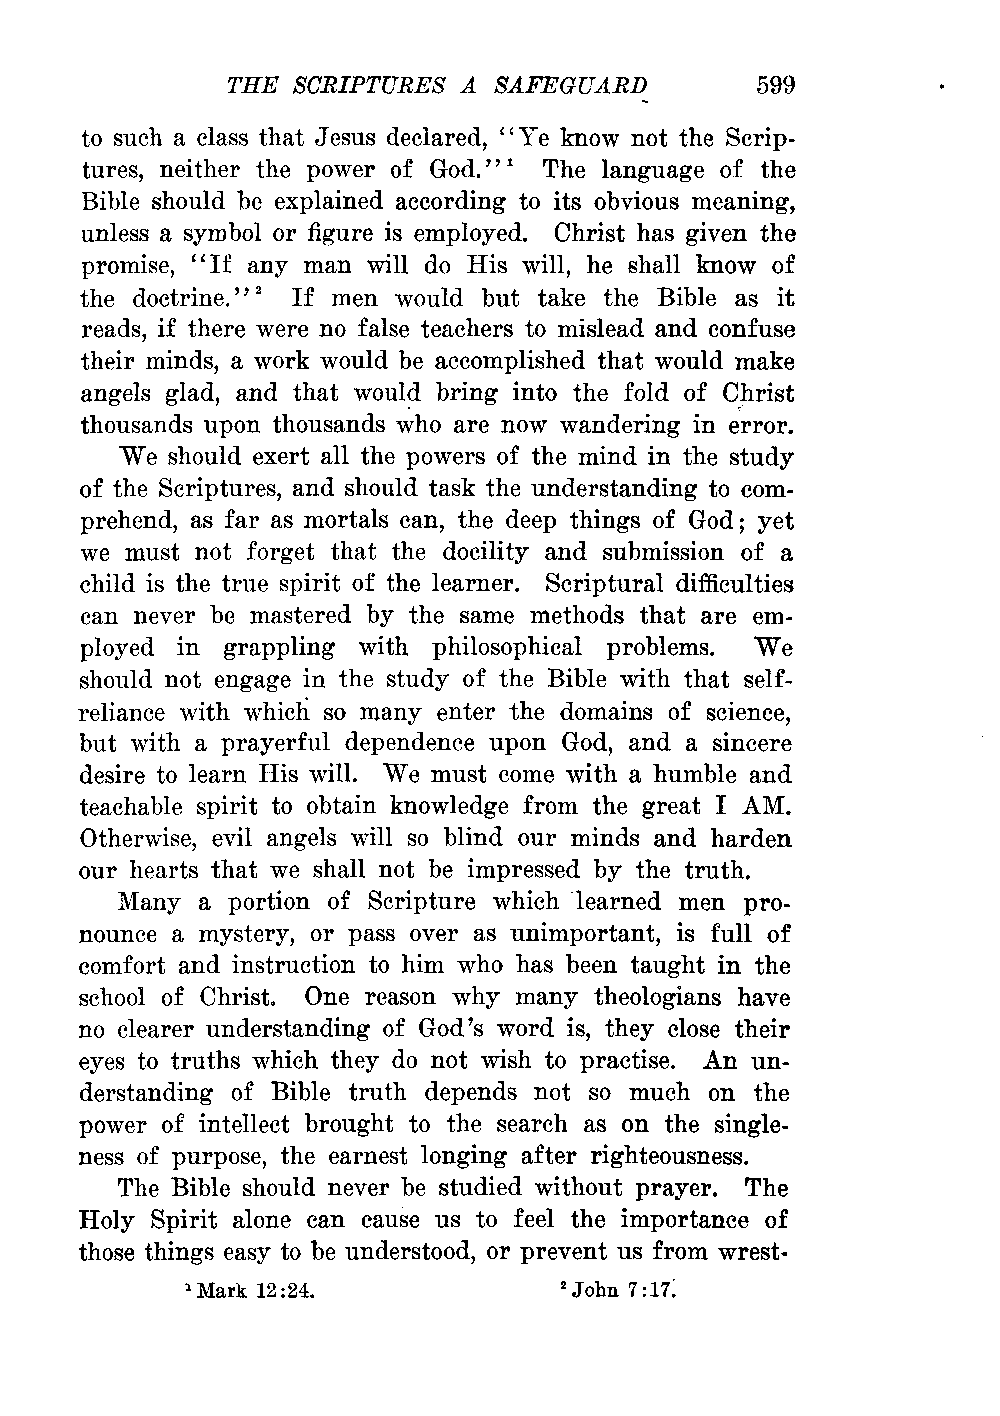 THE SCRIPTURES A SAFEGUARD 599
to such a class that Jesus declared, "Ye know not the Scrip-
tures, neither the power of God."¹ The language of the
Bible should be explained according to its obvious meaning,
unless a symbol or figure is employed. Christ has given the
promise, "If any man will do His will, he shall know of
the doctrine."² If men would but take the Bible as it
reads, if there were no false teachers to mislead and confuse
their minds, a work would be accomplished that would make
angels glad, and that would bring into the fold of Christ
thousands upon thousands who are now wandering in error.
We should exert all the powers of the mind in the study
of the Scriptures, and should task the understanding to com-
prehend, as far as mortals can, the deep things of God; yet
we must not forget that the docility and submission of a
child is the true spirit of the learner. Scriptural difficulties
can never be mastered by the same methods that are em-
ployed in grappling with philosophical problems. We
should not engage in the study of the Bible with that self-
reliance with which so many enter the domains of science,
but with a prayerful dependence upon God, and a sincere
desire to learn His will. We must come with a humble and
teachable spirit to obtain knowledge from the great I AM.
Otherwise, evil angels will so blind our minds and harden
our hearts that we shall not be impressed by the truth.
Many a portion of Scripture which learned men pro-
nounce a mystery, or pass over as unimportant, is full of
comfort and instruction to him who has been taught in the
school of Christ. One reason why many theologians have
no clearer understanding of God's word is, they close their
eyes to truths which they do not wish to practise. An un-
derstanding of Bible truth depends not so much on the
power of intellect brought to the search as on the single-
ness of purpose, the earnest longing after righteousness.
The Bible should never be studied without prayer. The
Holy Spirit alone can cause us to feel the importance of
those things easy to be understood, or prevent us from wrest-
¹ Mark 12:24. ² John 7:17.